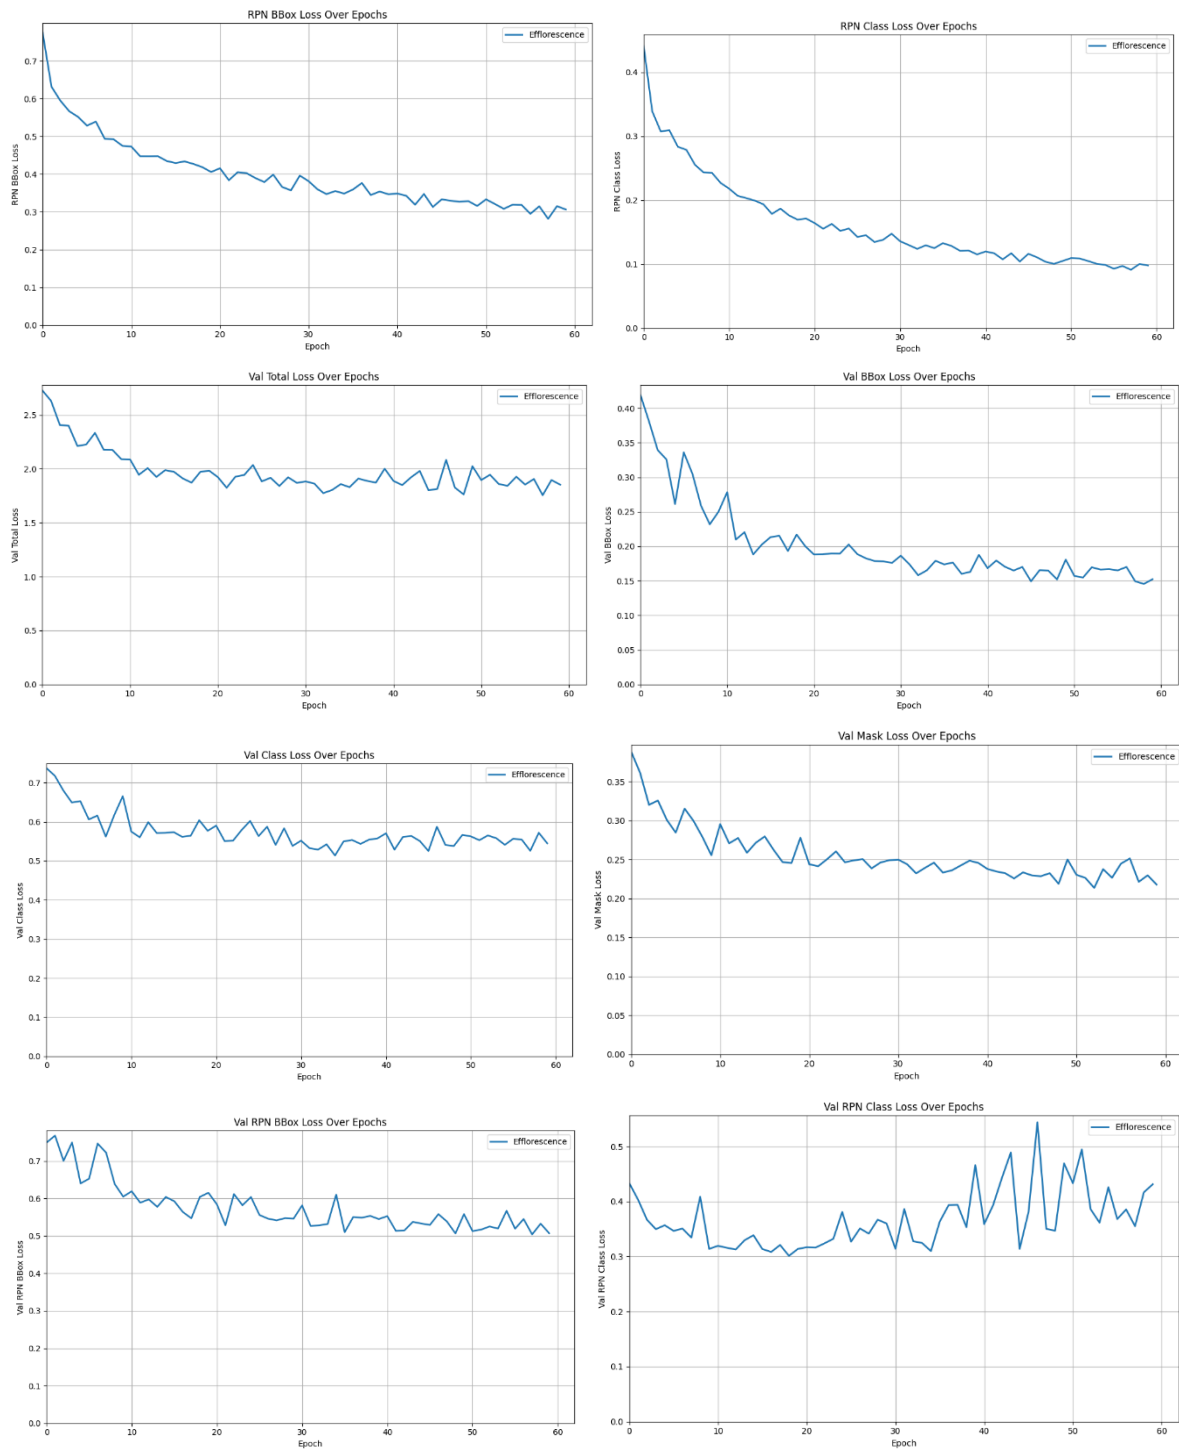 RPN BBox Loss Over Epochs
Efflorescence
0.7
0.6
0.5
0.4
0.3
0.2
0.1
0.0
RPN BBox Loss
0 10 20 30 40 50 60
Epoch
RPN Class Loss Over Epochs
Efflorescence
0.4
0.3
0.2
0.1
0.0
RPN Class Loss
0 10 20 30 40 50 60
Epoch
Val Total Loss Over Epochs
Efflorescence
2.5
2.0
1.5
1.0
0.5
0.0
Val Total Loss
0 10 20 30 40 50 60
Epoch
Val BBox Loss Over Epochs
Efflorescence
0.40
0.35
0.30
0.25
0.20
0.15
0.10
0.05
0.00
Val BBox Loss
0 10 20 30 40 50 60
Epoch
Val Class Loss Over Epochs
Efflorescence
0.7
0.6
0.5
0.4
0.3
0.2
0.1
0.0
Val Class Loss
0 10 20 30 40 50 60
Epoch
Val Mask Loss Over Epochs
Efflorescence
0.35
0.30
0.25
0.20
0.15
0.10
0.05
0.00
Val Mask Loss
0 10 20 30 40 50 60
Epoch
Val RPN BBox Loss Over Epochs
Efflorescence
0.7
0.6
0.5
0.4
0.3
0.2
0.1
0.0
Val RPN BBox Loss
0 10 20 30 40 50 60
Epoch
Val RPN Class Loss Over Epochs
Efflorescence
0.5
0.4
0.3
0.2
0.1
0.0
Val RPN Class Loss
0 10 20 30 40 50 60
Epoch